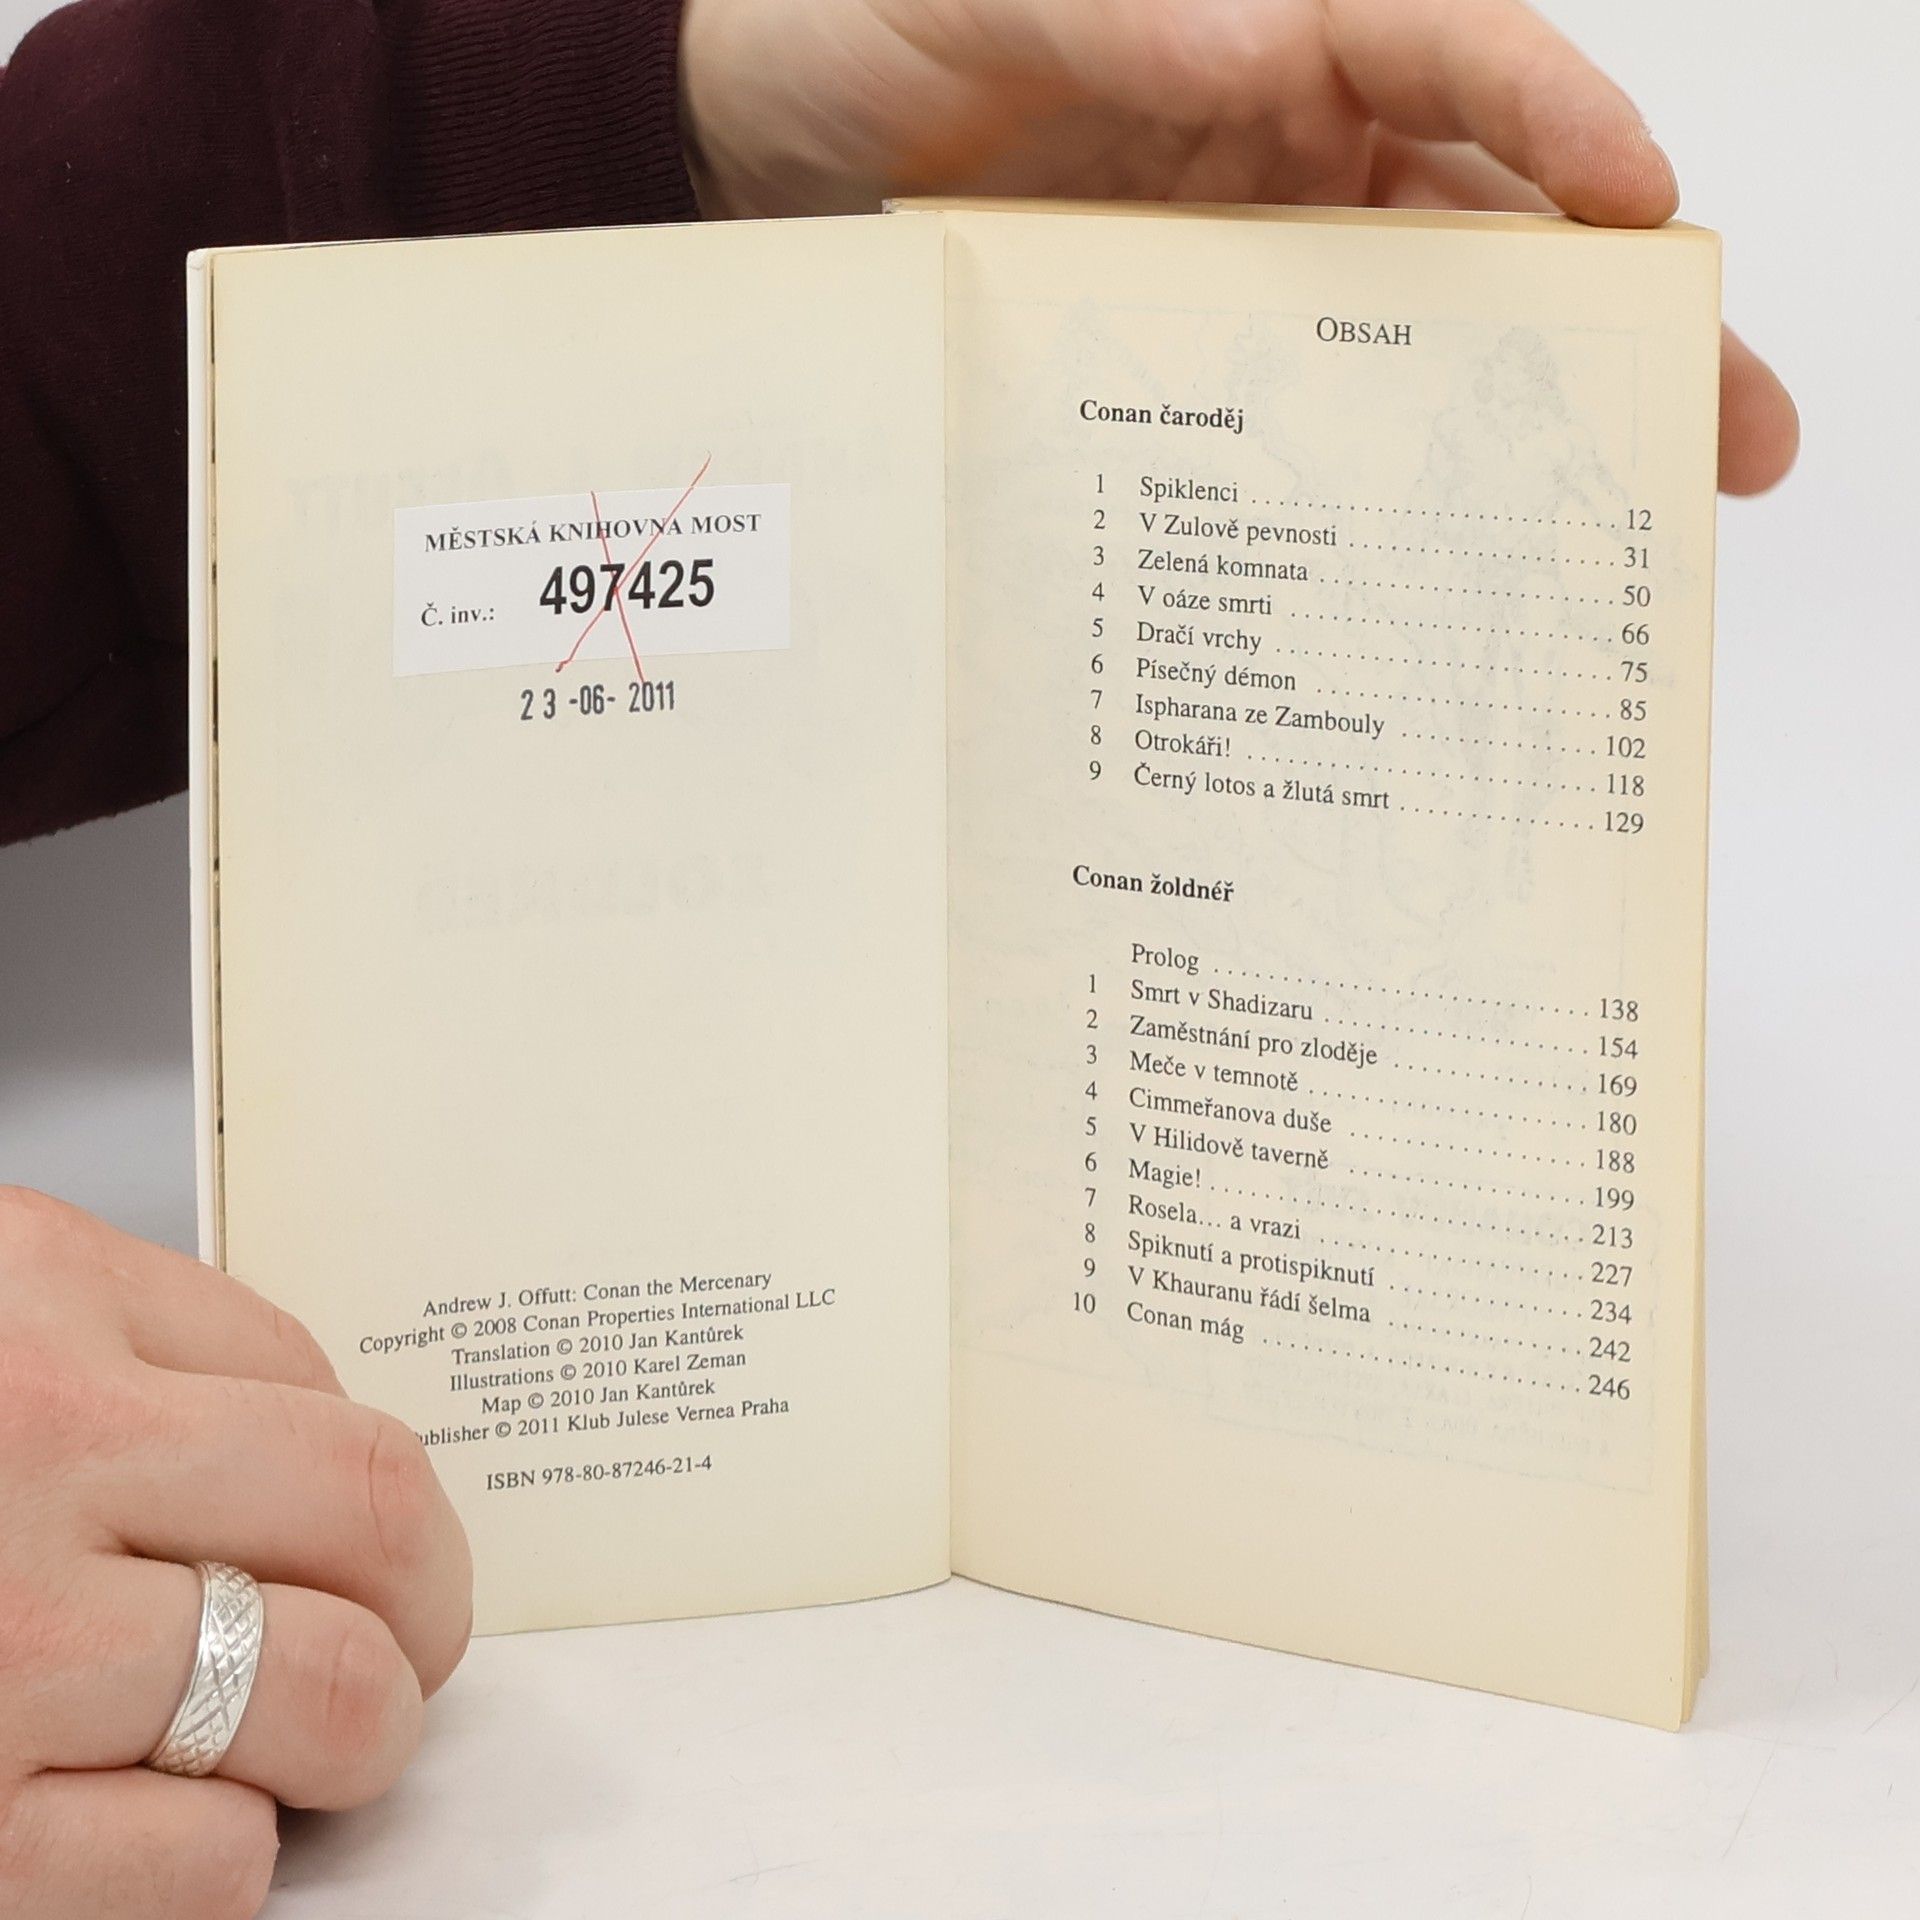 MĚSTSKÁ KNIHOVNA MOST
Č. inv.: 497425
23 -06- 2011
Andrew J. Offutt: Conan the Mercenary
Copyright © 2008 Conan Properties International LLC
Translation © 2010 Jan Kantůrek
Illustrations © 2010 Karel Zeman
Map © 2010 Jan Kantůrek
ublisher © 2011 Klub Julese Vernea Praha
ISBN 978-80-87246-21-4
OBSAH
Conan čaroděj
1 Spiklenci 12
2 V Zulově pevnosti 31
3 Zelená komnata 50
4 V oáze smrti 66
5 Dračí vrchy 75
6 Písečný démon 85
7 Ispharana ze Zambouly 102
8 Otrokáři! 118
9 Černý lotos a žlutá smrt 129
Conan žoldnéř
Prolog 138
1 Smrt v Shadizaru 154
2 Zaměstnání pro zloděje 169
3 Meče v temnotě 180
4 Cimmeřanova duše 188
5 V Hilidově taverně 199
6 Magie! 213
7 Rosela... a vrazi 227
8 Spiknutí a protispiknutí 234
9 V Khauranu řádí šelma 242
10 Conan mág 246